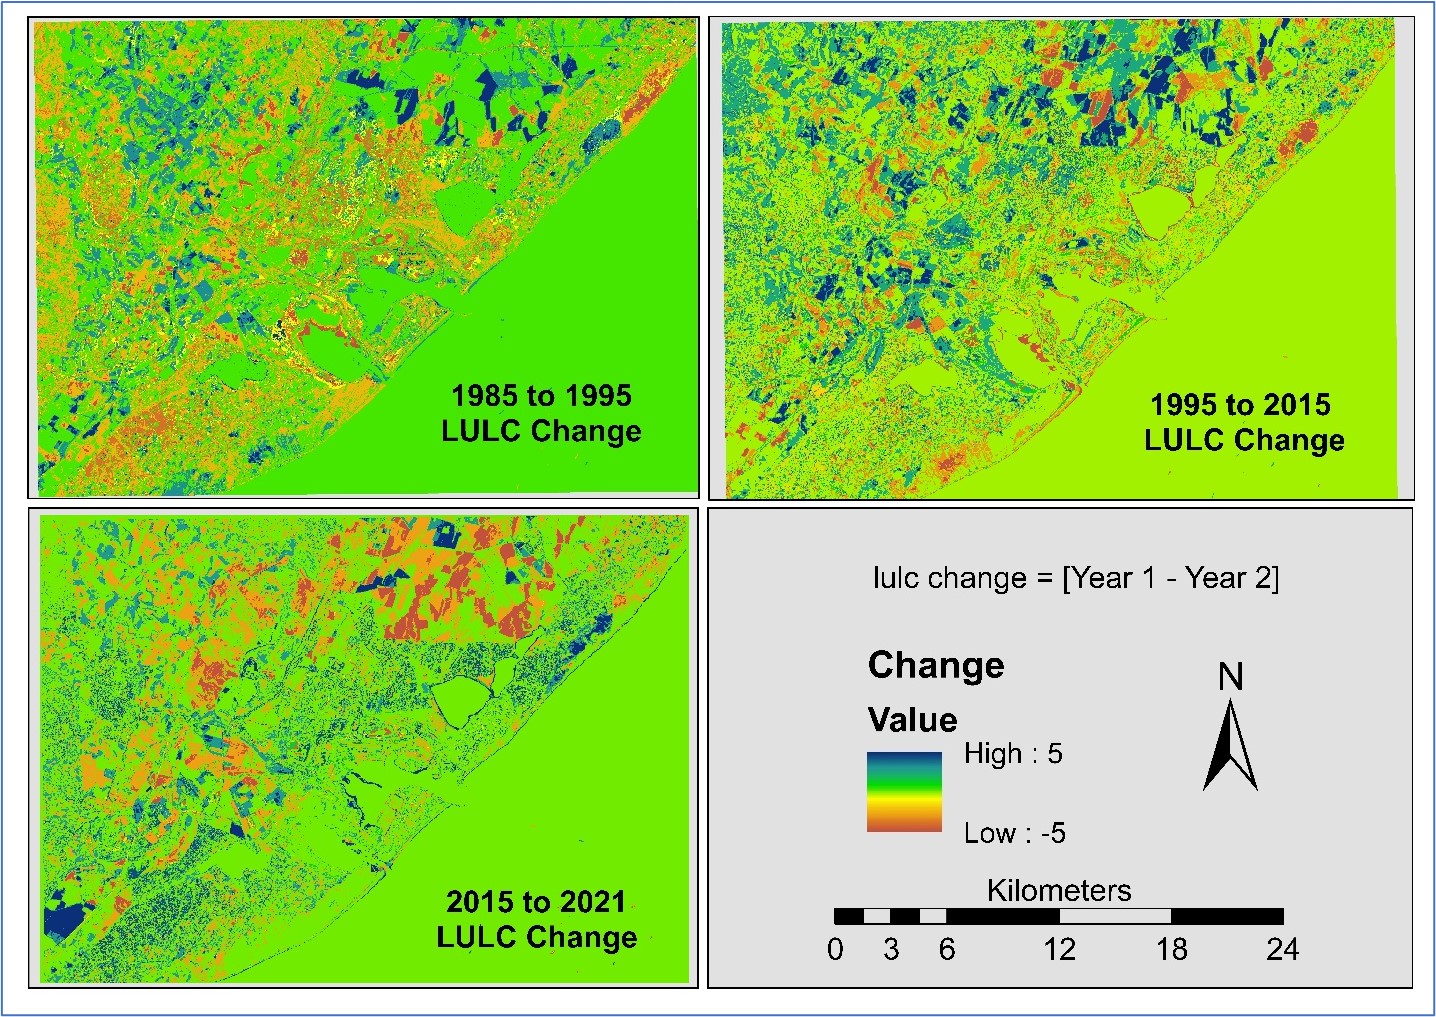 1985 to 1995
LULC Change
1995 to 2015
LULC Change
2015 to 2021
LULC Change
lulc change = [Year 1 - Year 2]
Change
Value
High : 5
Low : -5
N
Kilometers
0 3 6 12 18 24